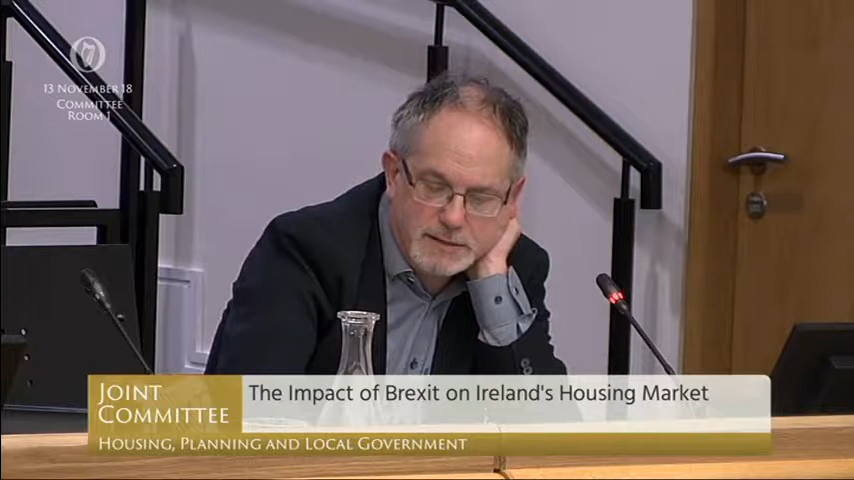 13 November 18
Committee
Room 1
Joint
Committee
The Impact of Brexit on Ireland's Housing Market
Housing, Planning and Local Government